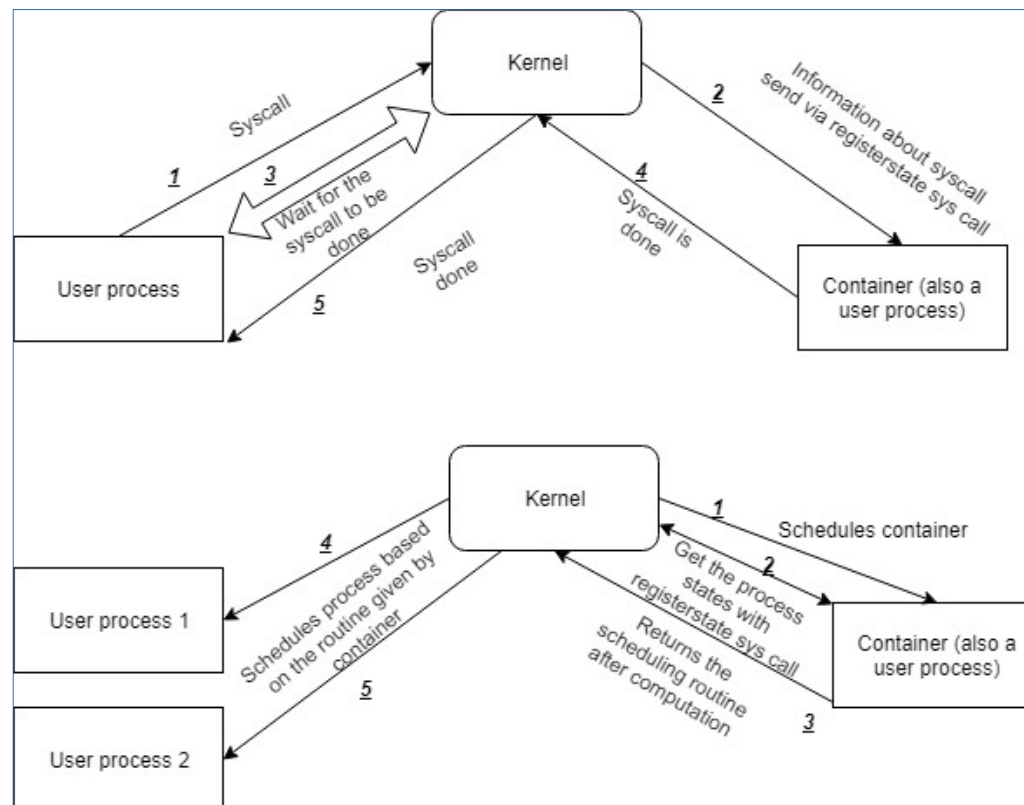 Kernel
Syscall
1
3
Wait for the
syscall to be
done
2
Information about syscall
send via registerstate sys call
4
Syscall is
done
Syscall
done
5
User process
Container (also a
user process)
Kernel
1
Schedules container
4
Schedules process based
on the routine given by
container
5
2
Get the process
states with
registerstate sys call
Returns the
scheduling routine
after computation
3
User process 1
Container (also a
user process)
User process 2